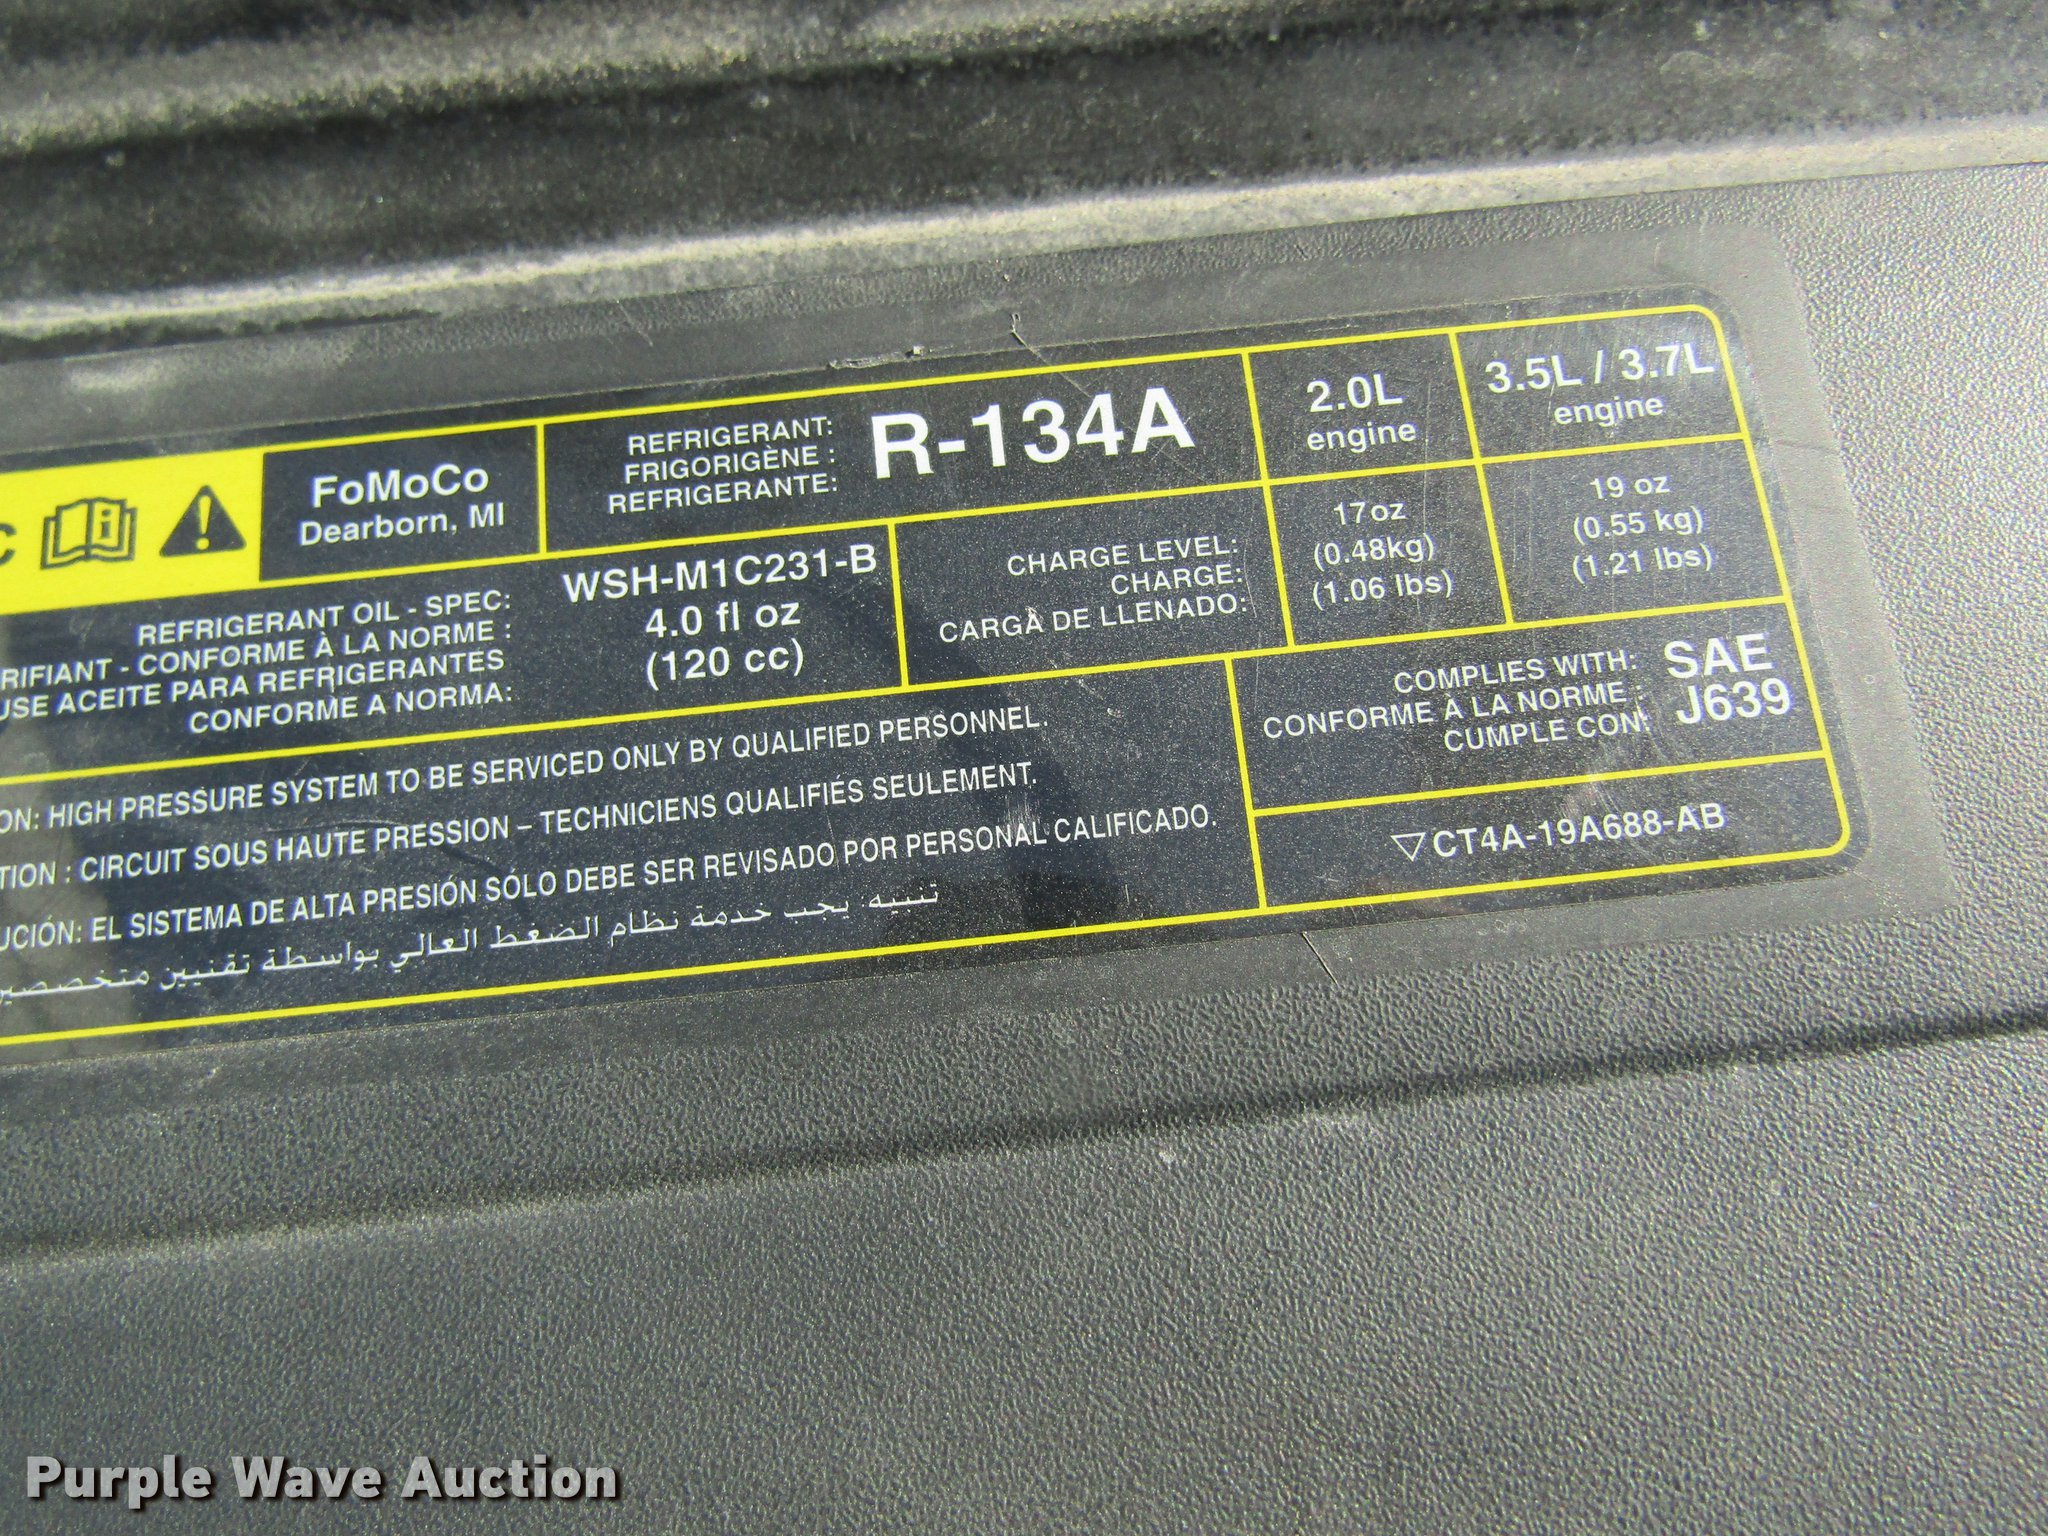 FoMoCo
Dearborn, MI
REFRIGERANT:
FRIGORIGÈNE :
REFRIGERANTE:
R-134A
2.0L
engine
3.5L / 3.7L
engine
REFRIGERANT OIL - SPEC:
RIFIANT - CONFORME À LA NORME :
USE ACEITE PARA REFRIGERANTES
CONFORME A NORMA:
WSH-M1C231-B
4.0 fl oz
(120 cc)
CHARGE LEVEL:
CHARGE:
CARGA DE LLENADO:
17oz
(0.48kg)
(1.06 lbs)
19 oz
(0.55 kg)
(1.21 lbs)
ON: HIGH PRESSURE SYSTEM TO BE SERVICED ONLY BY QUALIFIED PERSONNEL.
TION : CIRCUIT SOUS HAUTE PRESSION – TECHNICIENS QUALIFIÉS SEULEMENT.
UCIÓN: EL SISTEMA DE ALTA PRESIÓN SÓLO DEBE SER REVISADO POR PERSONAL CALIFICADO.
تنبيه: يجب خدمة نظام الضغط العالي بواسطة تقنيين متخصصين
COMPLIES WITH:
CONFORME À LA NORME :
CUMPLE CON:
SAE
J639
CT4A-19A688-AB
Purple Wave Auction